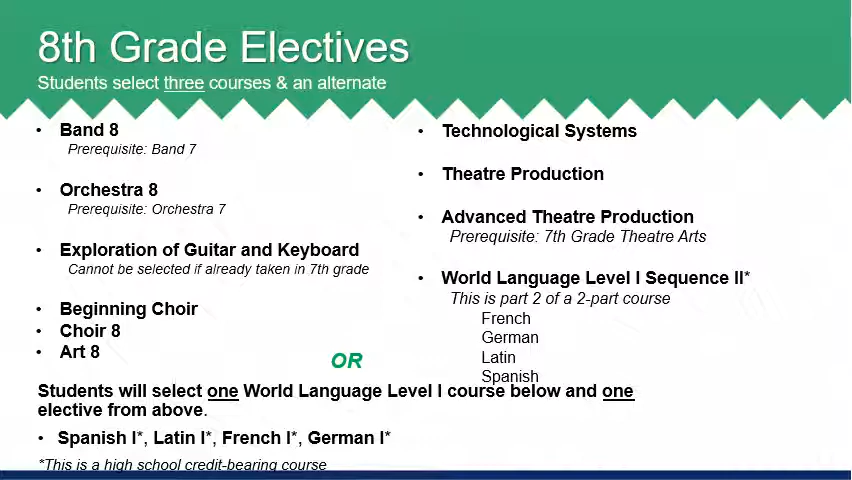 8th Grade Electives
Students select three courses & an alternate
• Band 8
Prerequisite: Band 7
• Orchestra 8
Prerequisite: Orchestra 7
• Exploration of Guitar and Keyboard
Cannot be selected if already taken in 7th grade
• Beginning Choir
• Choir 8
• Art 8
• Technological Systems
• Theatre Production
• Advanced Theatre Production
Prerequisite: 7th Grade Theatre Arts
• World Language Level I Sequence II*
This is part 2 of a 2-part course
French
German
Latin
Spanish
OR
Students will select one World Language Level I course below and one
elective from above.
• Spanish I*, Latin I*, French I*, German I*
*This is a high school credit-bearing course